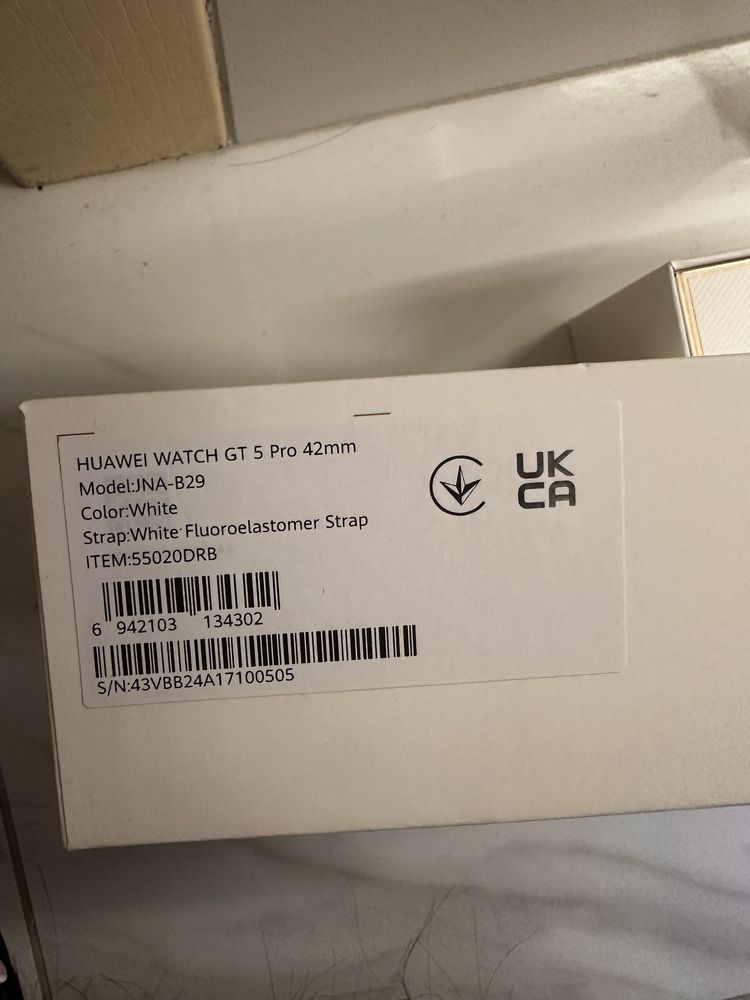 HUAWEI WATCH GT 5 Pro 42mm
Model:JNA-B29
Color:White
Strap:White Fluoroelastomer Strap
ITEM:55020DRB
6 942103 134302
S/N:43VBB24A17100505
UK
CA